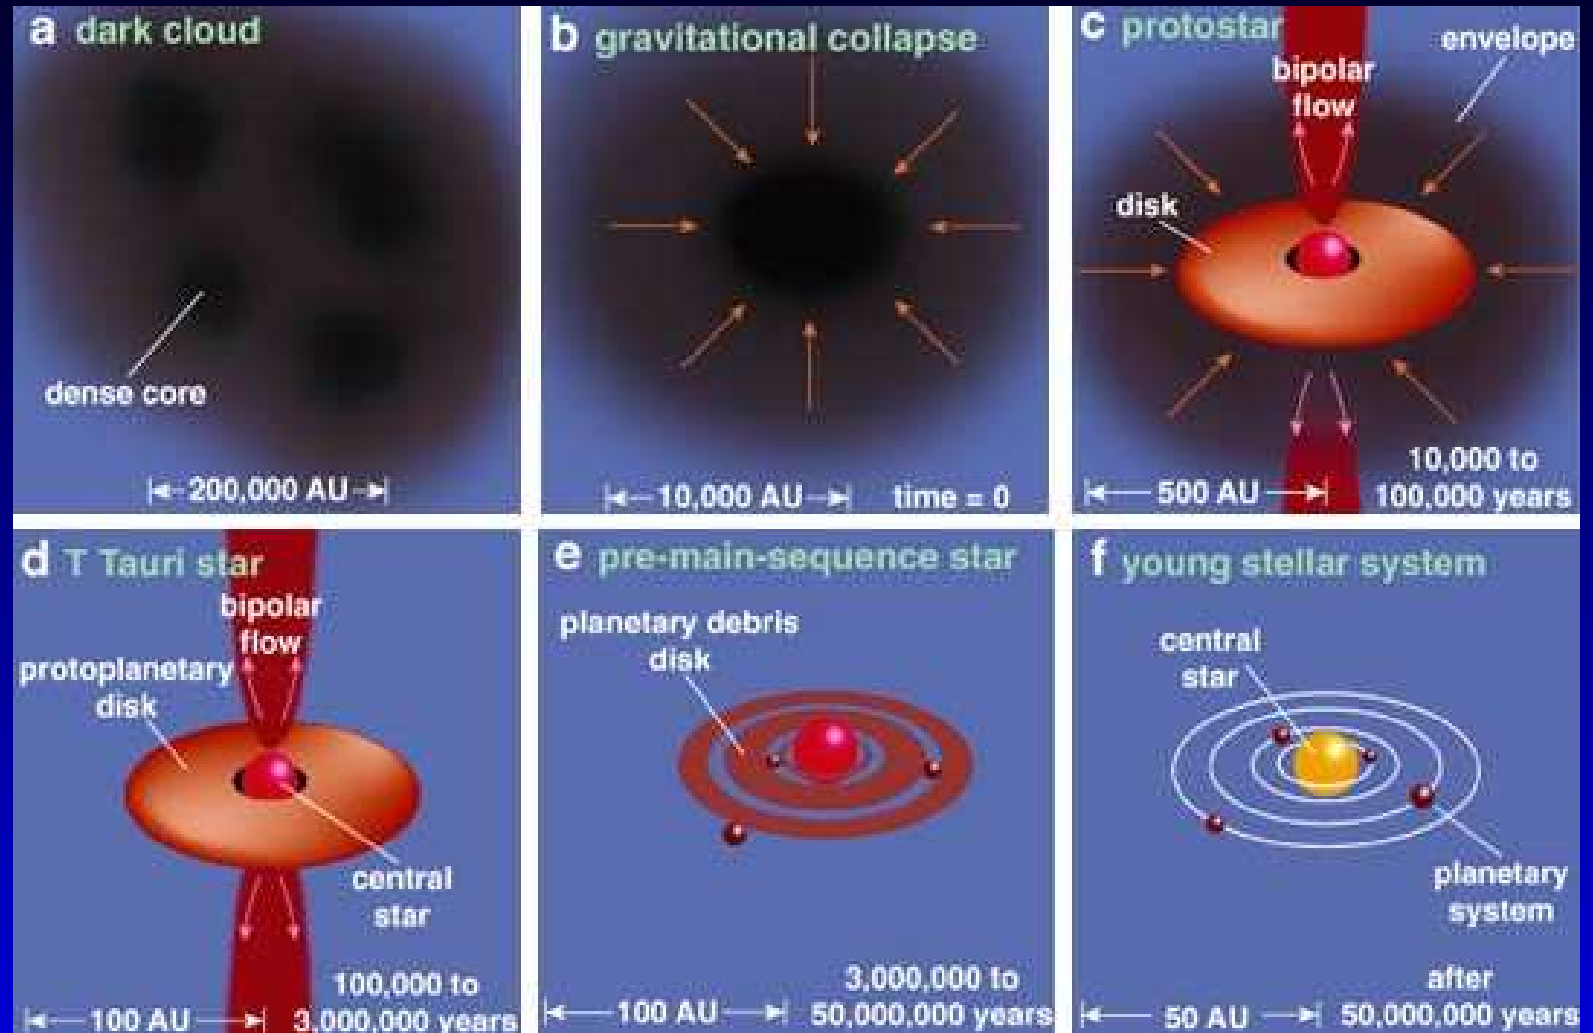 a dark cloud
dense core
200,000 AU
b gravitational collapse
10,000 AU
time = 0
c protostar
envelope
bipolar
flow
disk
10,000 to
500 AU
100,000 years
d T Tauri star
bipolar
flow
protoplanetary
disk
central
star
100,000 to
100 AU
3,000,000 years
e pre-main-sequence star
planetary debris
disk
3,000,000 to
100 AU
50,000,000 years
f young stellar system
central
star
planetary
system
after
50 AU
50,000,000 years